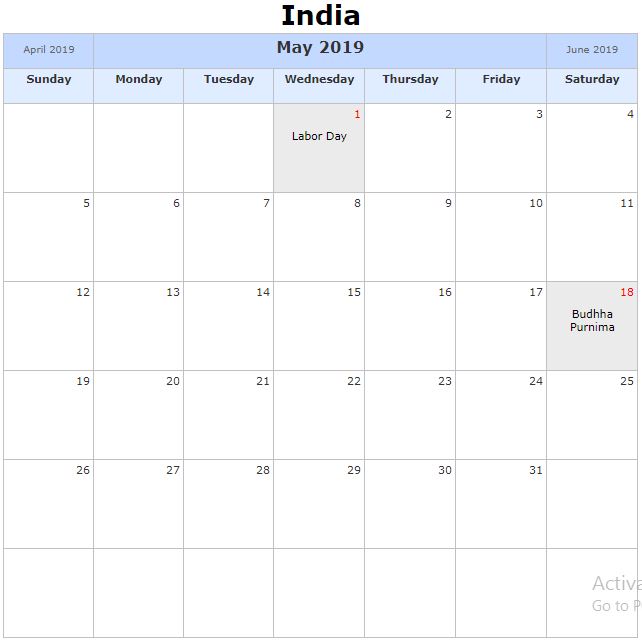 India
April 2019 May 2019 June 2019
Sunday Monday Tuesday Wednesday Thursday Friday Saturday
1 2 3 4
Labor Day
5 6 7 8 9 10 11
12 13 14 15 16 17 18
Budhha
Purnima
19 20 21 22 23 24 25
26 27 28 29 30 31
Activa
Go to P